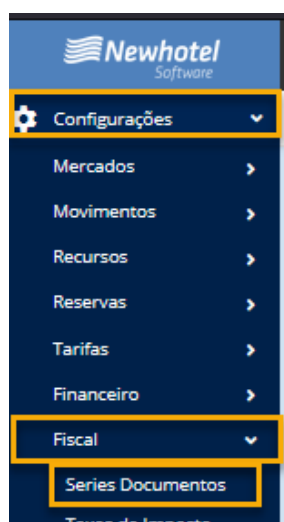 Newhotel
Software
Configurações
Mercados
Movimentos
Recursos
Reservas
Tarifas
Financeiro
Fiscal
Series Documentos